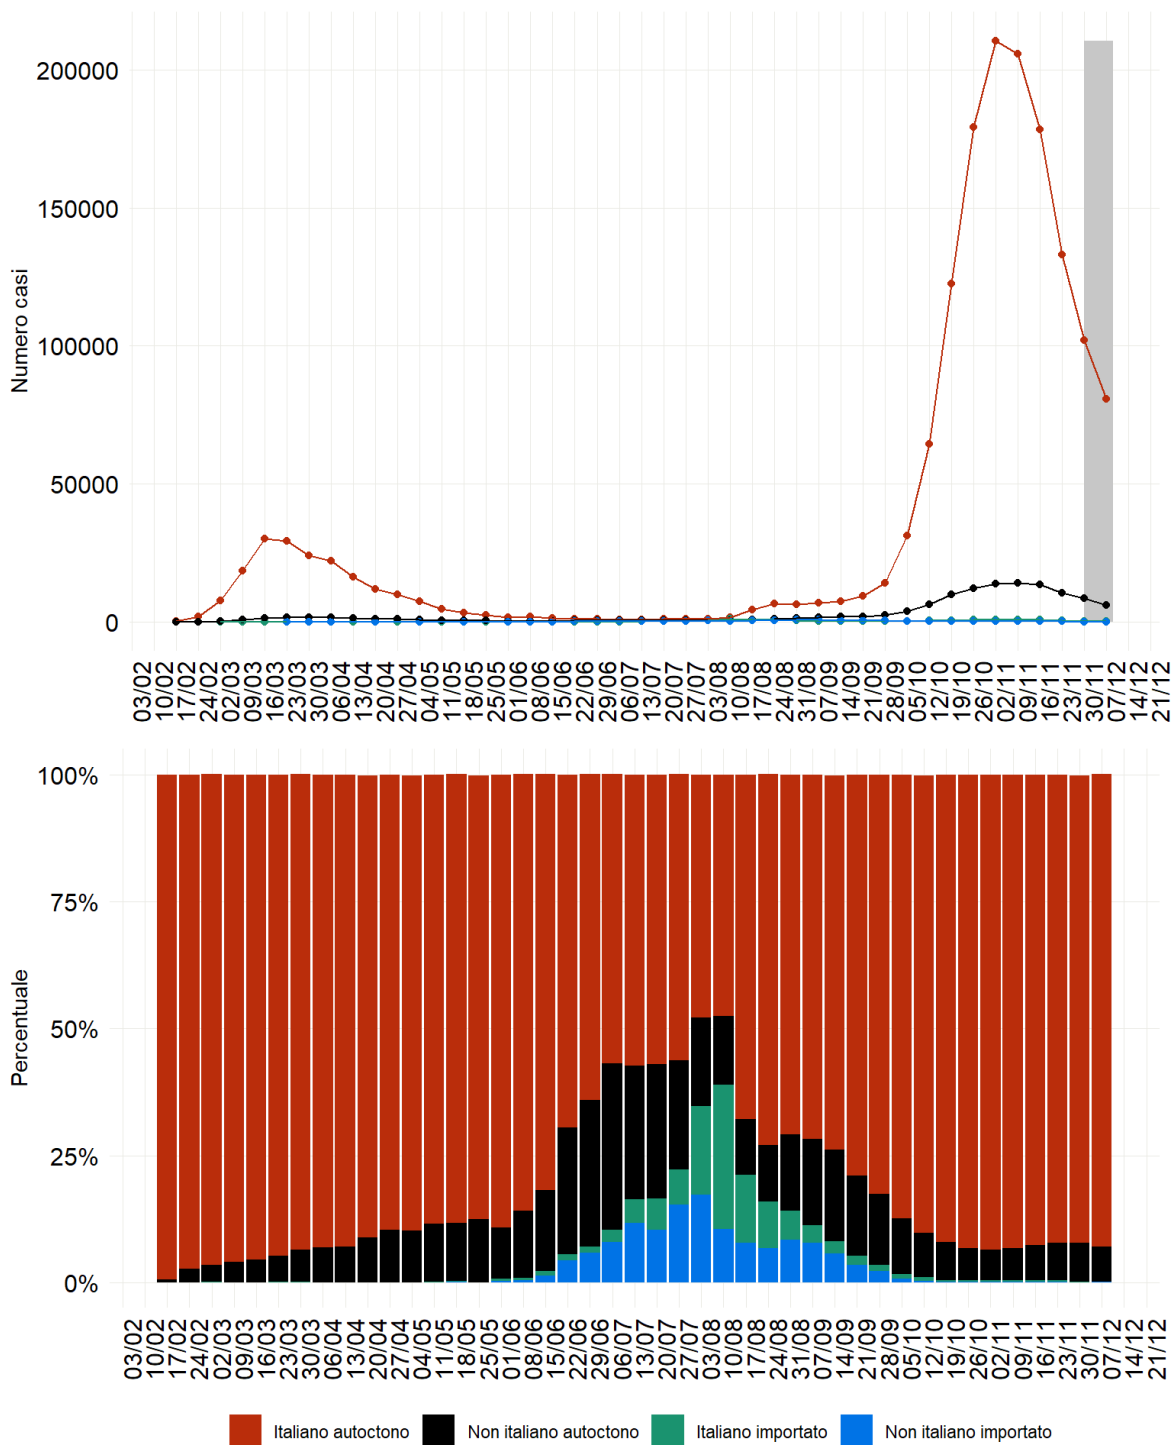 200000
150000
100000
50000
0
Numero casi
03/02 10/02 17/02 24/02 02/03 09/03 16/03 23/03 30/03 06/04 13/04 20/04 27/04 04/05 11/05 18/05 25/05 01/06 08/06 15/06 22/06 29/06 06/07 13/07 20/07 27/07 03/08 10/08 17/08 24/08 31/08 07/09 14/09 21/09 28/09 05/10 12/10 19/10 26/10 02/11 09/11 16/11 23/11 30/11 07/12 14/12 21/12
100%
75%
50%
25%
0%
Percentuale
03/02 10/02 17/02 24/02 02/03 09/03 16/03 23/03 30/03 06/04 13/04 20/04 27/04 04/05 11/05 18/05 25/05 01/06 08/06 15/06 22/06 29/06 06/07 13/07 20/07 27/07 03/08 10/08 17/08 24/08 31/08 07/09 14/09 21/09 28/09 05/10 12/10 19/10 26/10 02/11 09/11 16/11 23/11 30/11 07/12 14/12 21/12
Italiano autoctono Non italiano autoctono Italiano importato Non italiano importato